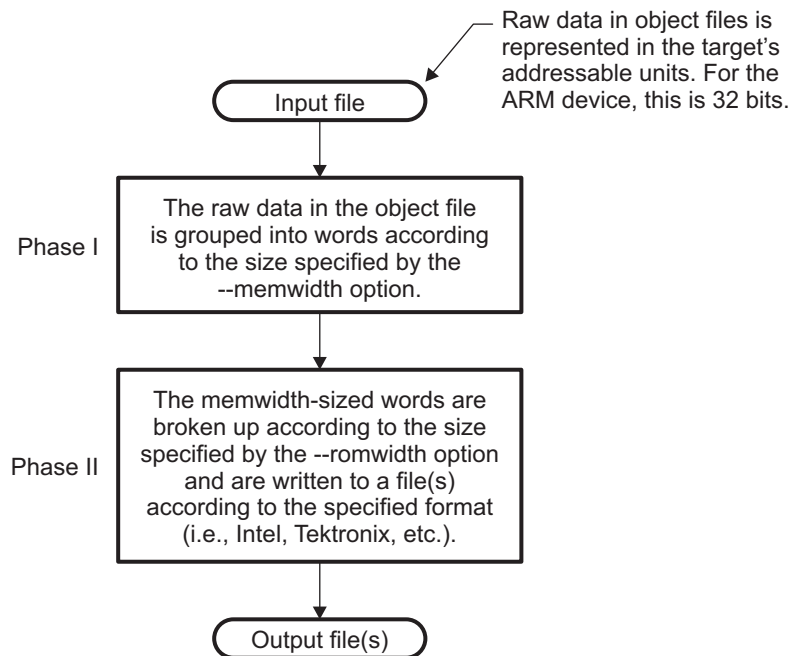 Raw data in object files is
represented in the target's
addressable units. For the
ARM device, this is 32 bits.
Input file
Phase I
The raw data in the object file
is grouped into words according
to the size specified by the
--memwidth option.
Phase II
The memwidth-sized words are
broken up according to the size
specified by the --romwidth option
and are written to a file(s)
according to the specified format
(i.e., Intel, Tektronix, etc.).
Output file(s)